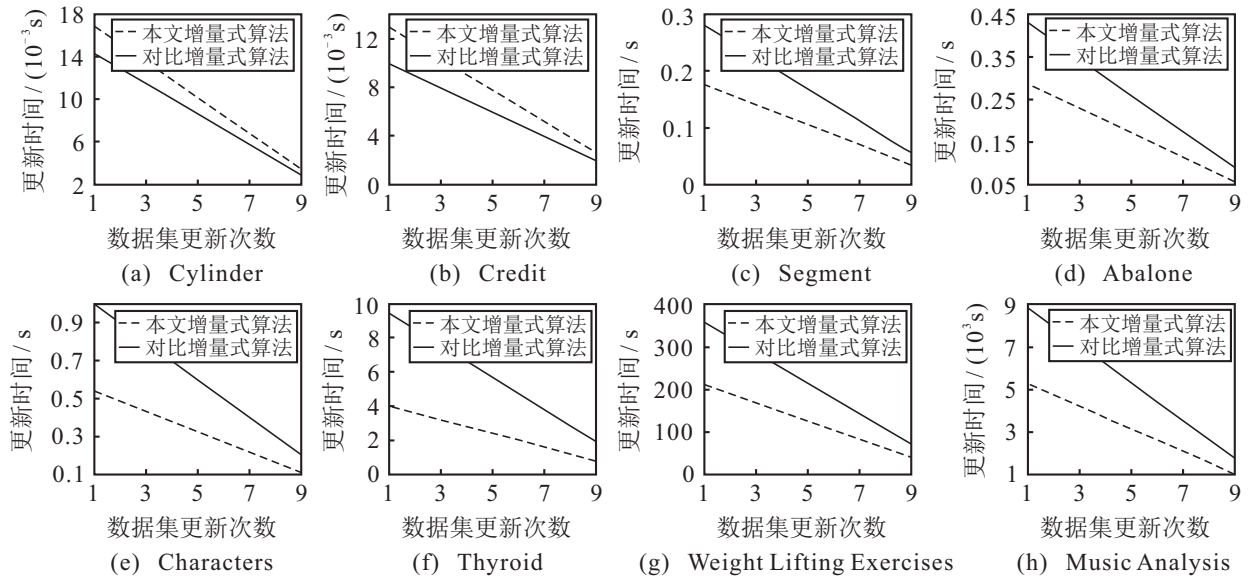 更新时间 / (10⁻³s)
18
14
10
6
2
本文增量式算法
对比增量式算法
1 3 5 7 9
数据集更新次数
(a) Cylinder
更新时间 / (10⁻³s)
12
8
4
0
本文增量式算法
对比增量式算法
1 3 5 7 9
数据集更新次数
(b) Credit
更新时间 / s
0.3
0.2
0.1
0
本文增量式算法
对比增量式算法
1 3 5 7 9
数据集更新次数
(c) Segment
更新时间 / s
0.45
0.35
0.25
0.15
0.05
本文增量式算法
对比增量式算法
1 3 5 7 9
数据集更新次数
(d) Abalone
更新时间 / s
0.9
0.7
0.5
0.3
0.1
本文增量式算法
对比增量式算法
1 3 5 7 9
数据集更新次数
(e) Characters
更新时间 / s
10
8
6
4
2
0
本文增量式算法
对比增量式算法
1 3 5 7 9
数据集更新次数
(f) Thyroid
更新时间 / s
400
300
200
100
0
本文增量式算法
对比增量式算法
1 3 5 7 9
数据集更新次数
(g) Weight Lifting Exercises
更新时间 / (10³s)
9
7
5
3
1
本文增量式算法
对比增量式算法
1 3 5 7 9
数据集更新次数
(h) Music Analysis